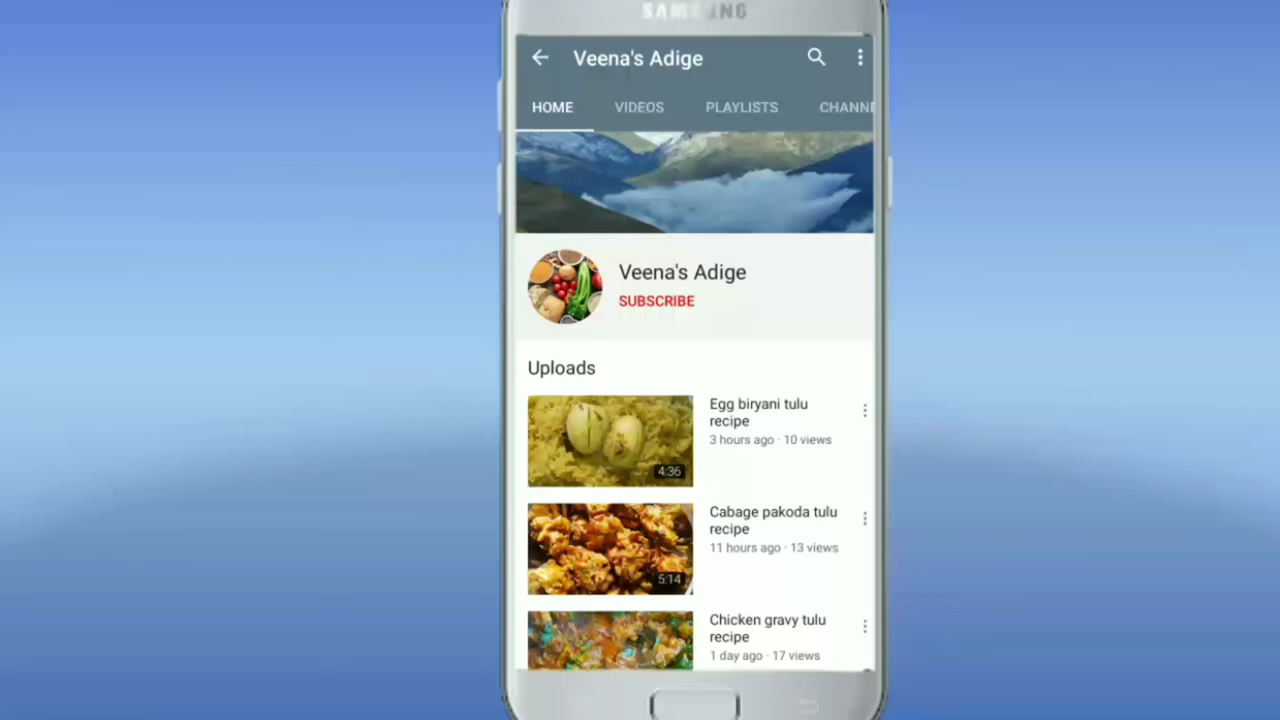 SAMSUNG
Veena's Adige
HOME VIDEOS PLAYLISTS CHANNE
Veena's Adige
SUBSCRIBE
Uploads
Egg biryani tulu
recipe
3 hours ago · 10 views
4:36
Cabage pakoda tulu
recipe
11 hours ago · 13 views
5:14
Chicken gravy tulu
recipe
1 day ago · 17 views